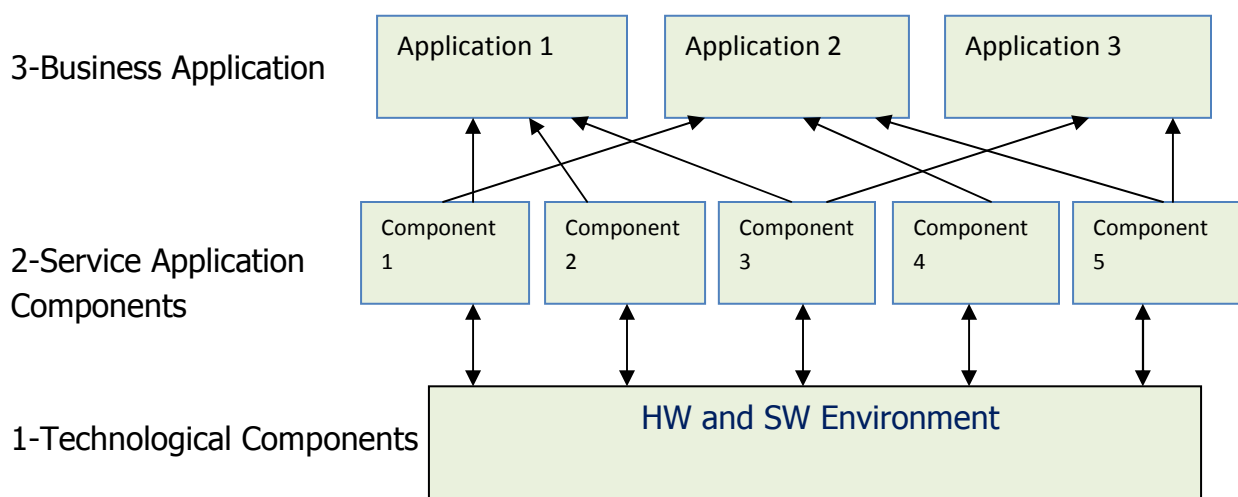 3-Business Application
Application 1
Application 2
Application 3
2-Service Application
Components
Component
1
Component
2
Component
3
Component
4
Component
5
1-Technological Components
HW and SW Environment